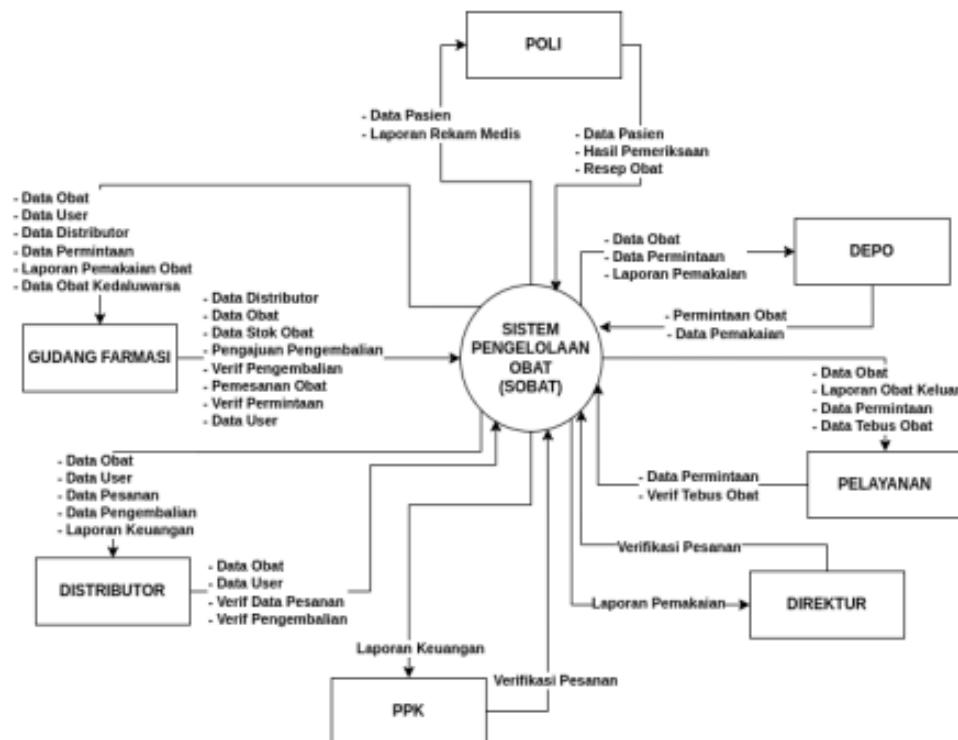 POLI
- Data Pasien
- Laporan Rekam Medis
- Data Pasien
- Hasil Pemeriksaan
- Resep Obat
- Data Obat
- Data User
- Data Distributor
- Data Permintaan
- Laporan Pemakaian Obat
- Data Obat Kedaluwarsa
- Data Obat
- Data Permintaan
- Laporan Pemakaian
DEPO
- Permintaan Obat
- Data Pemakaian
GUDANG FARMASI
- Data Distributor
- Data Obat
- Data Stok Obat
- Pengajuan Pengembalian
- Verif Pengembalian
- Pemesanan Obat
- Verif Permintaan
- Data User
SISTEM
PENGELOLAAN
OBAT
(SOBAT)
- Data Obat
- Laporan Obat Keluar
- Data Permintaan
- Data Tebus Obat
PELAYANAN
- Data Permintaan
- Verif Tebus Obat
- Data Obat
- Data User
- Data Pesanan
- Data Pengembalian
- Laporan Keuangan
DISTRIBUTOR
- Data Obat
- Data User
- Verif Data Pesanan
- Verif Pengembalian
Verifikasi Pesanan
Laporan Pemakaian
DIREKTUR
Laporan Keuangan
Verifikasi Pesanan
PPK